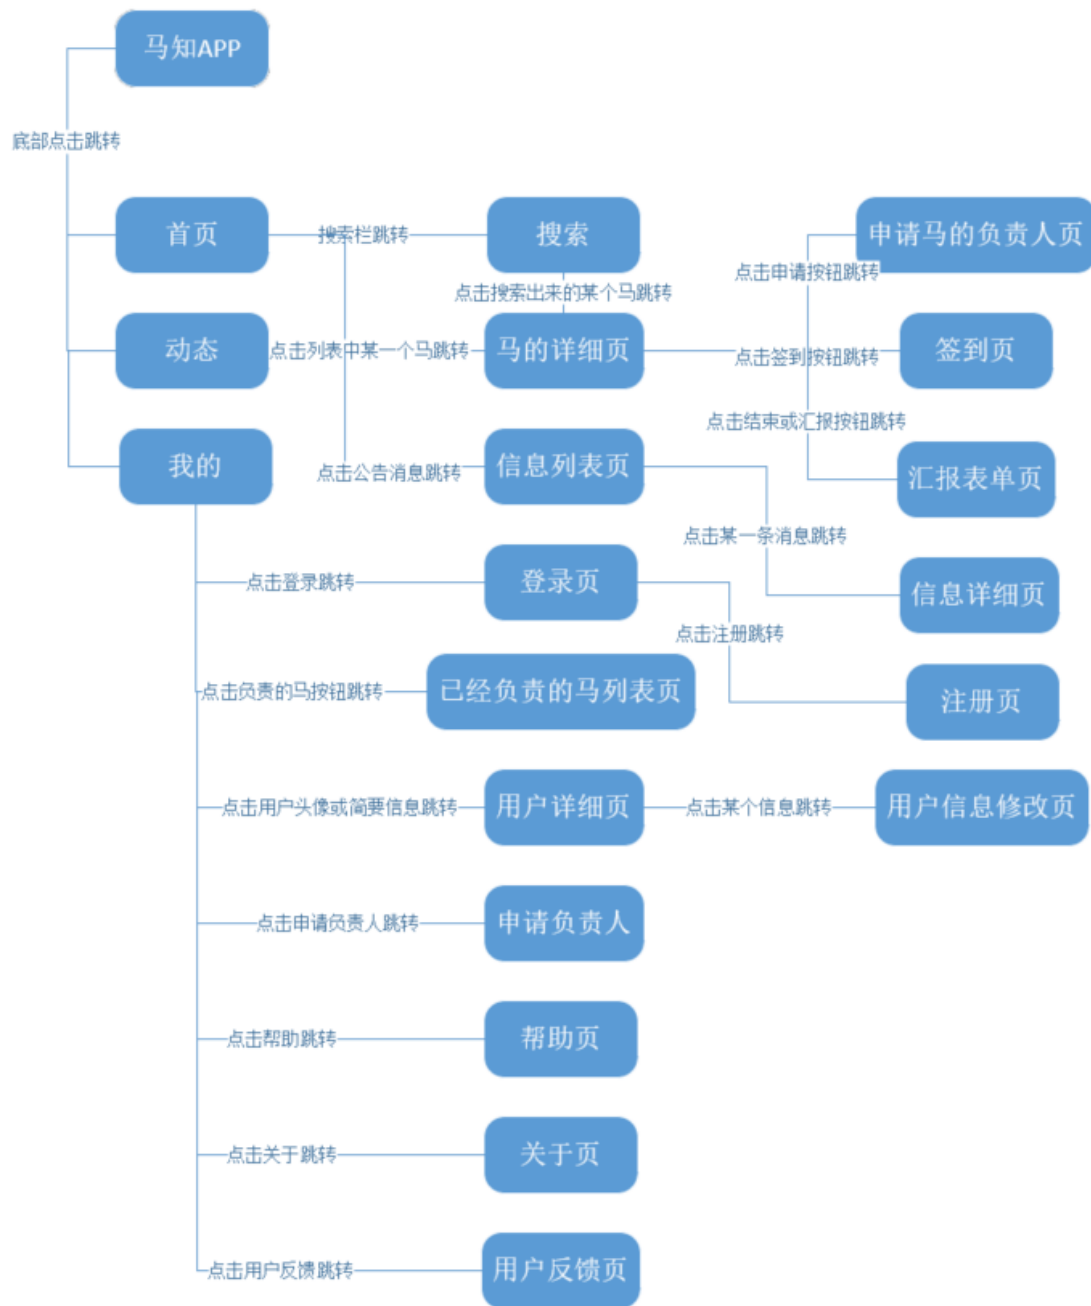 马知APP
底部点击跳转
首页
搜索栏跳转
搜索
申请马的负责人页
点击申请按钮跳转
点击搜索出来的某个马跳转
动态
点击列表中某一个马跳转
马的详细页
点击签到按钮跳转
签到页
点击结束或汇报按钮跳转
我的
点击公告消息跳转
信息列表页
汇报表单页
点击某一条消息跳转
点击登录跳转
登录页
信息详细页
点击注册跳转
点击负责的马按钮跳转
已经负责的马列表页
注册页
点击用户头像或简要信息跳转
用户详细页
点击某个信息跳转
用户信息修改页
点击申请负责人跳转
申请负责人
点击帮助跳转
帮助页
点击关于跳转
关于页
点击用户反馈跳转
用户反馈页